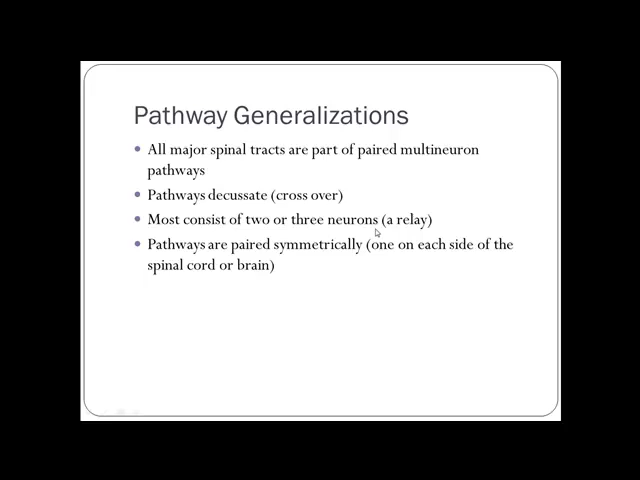 Pathway Generalizations
• All major spinal tracts are part of paired multineuron
pathways
• Pathways decussate (cross over)
• Most consist of two or three neurons (a relay)
• Pathways are paired symmetrically (one on each side of the
spinal cord or brain)